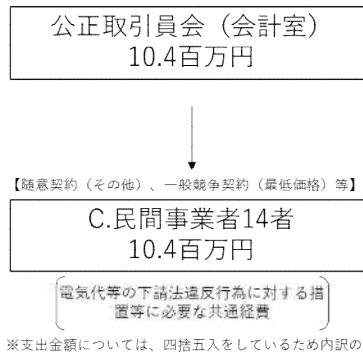 公正取引員会（会計室）
10.4百万円
【随意契約（その他）、一般競争契約（最低価格）等】
C.民間事業者14者
10.4百万円
電気代等の下請法違反行為に対する措
置等に必要な共通経費
※支出金額については、四捨五入をしているため内訳の